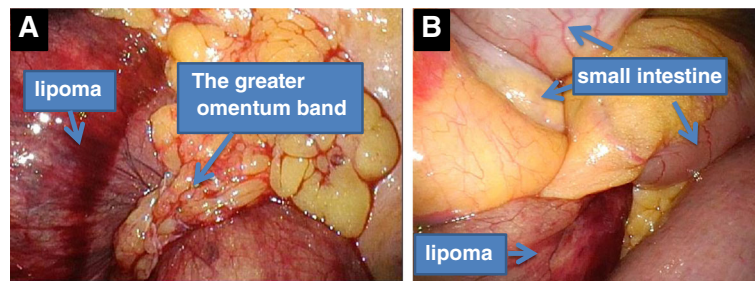 A
lipoma
The greater
omentum band
B
small intestine
lipoma